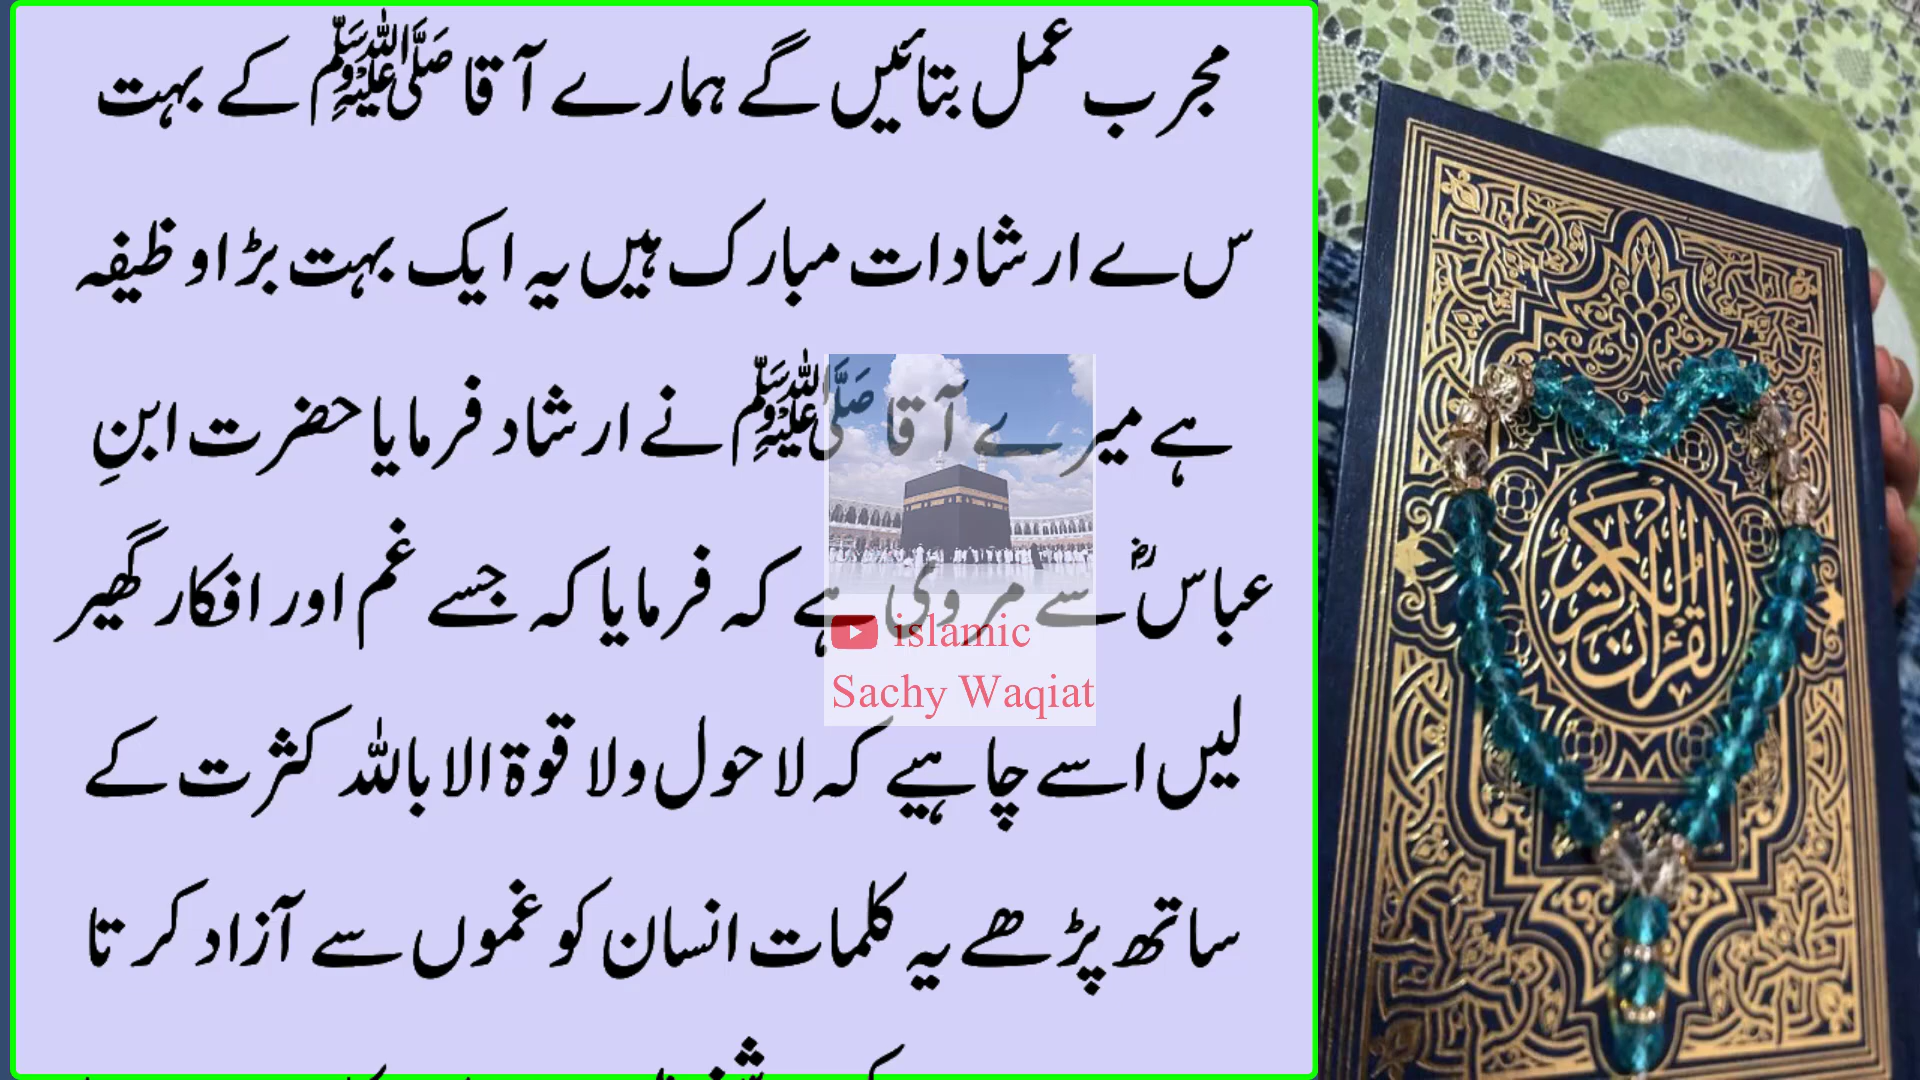 مجرب عمل بتائیں گے ہمارے آقا ﷺ کے بہت
س ے ارشادات مبارک ہیں یہ ایک بہت بڑا وظیفہ
ہے میرے آقا ﷺ نے ارشاد فرمایا حضرت ابنِ
عباسؓ سے مروی ہے کہ فرمایا کہ جسے غم اور افکار گھیر
لیں اسے چاہیے کہ لا حول ولا قوۃ الا باللہ کثرت کے
ساتھ پڑھے یہ کلمات انسان کو غموں سے آزاد کرتا
islamic
Sachy Waqiat
القرآن الكريم